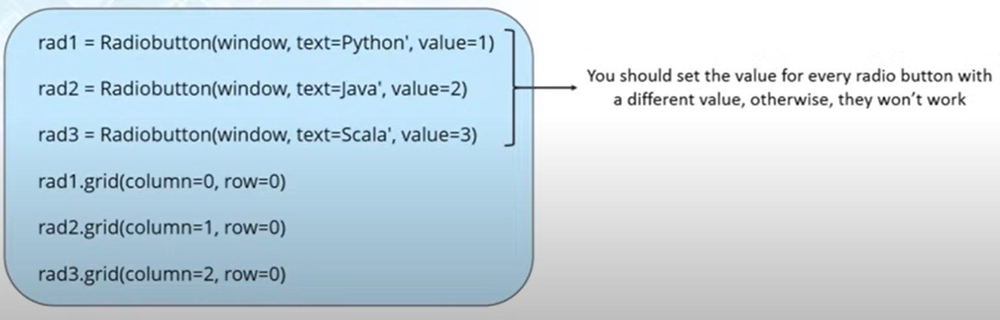 rad1 = Radiobutton(window, text=Python', value=1)
rad2 = Radiobutton(window, text=Java', value=2)
rad3 = Radiobutton(window, text=Scala', value=3)
rad1.grid(column=0, row=0)
rad2.grid(column=1, row=0)
rad3.grid(column=2, row=0)
You should set the value for every radio button with
a different value, otherwise, they won’t work